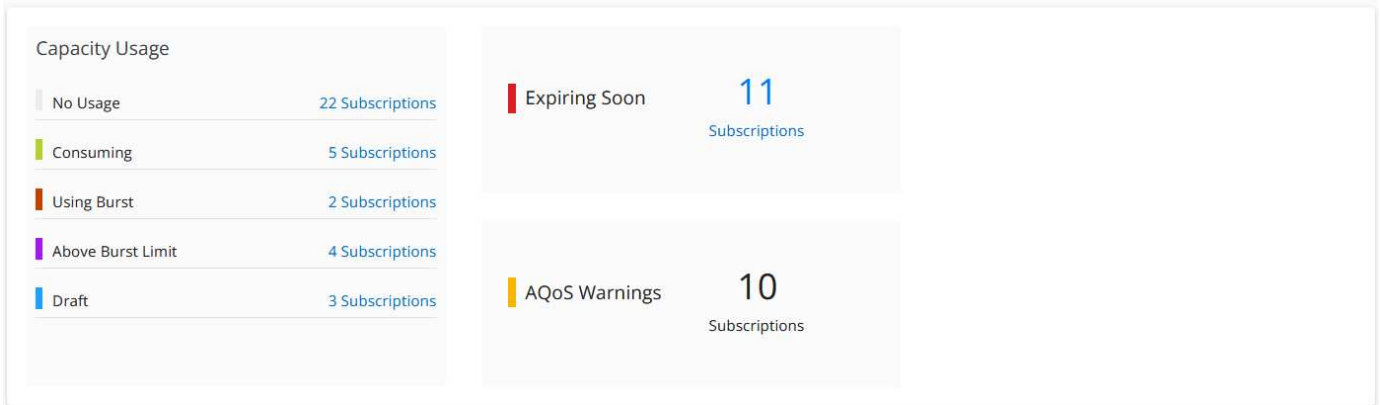 Capacity Usage
No Usage 22 Subscriptions
Consuming 5 Subscriptions
Using Burst 2 Subscriptions
Above Burst Limit 4 Subscriptions
Draft 3 Subscriptions
Expiring Soon 11
Subscriptions
AQoS Warnings 10
Subscriptions